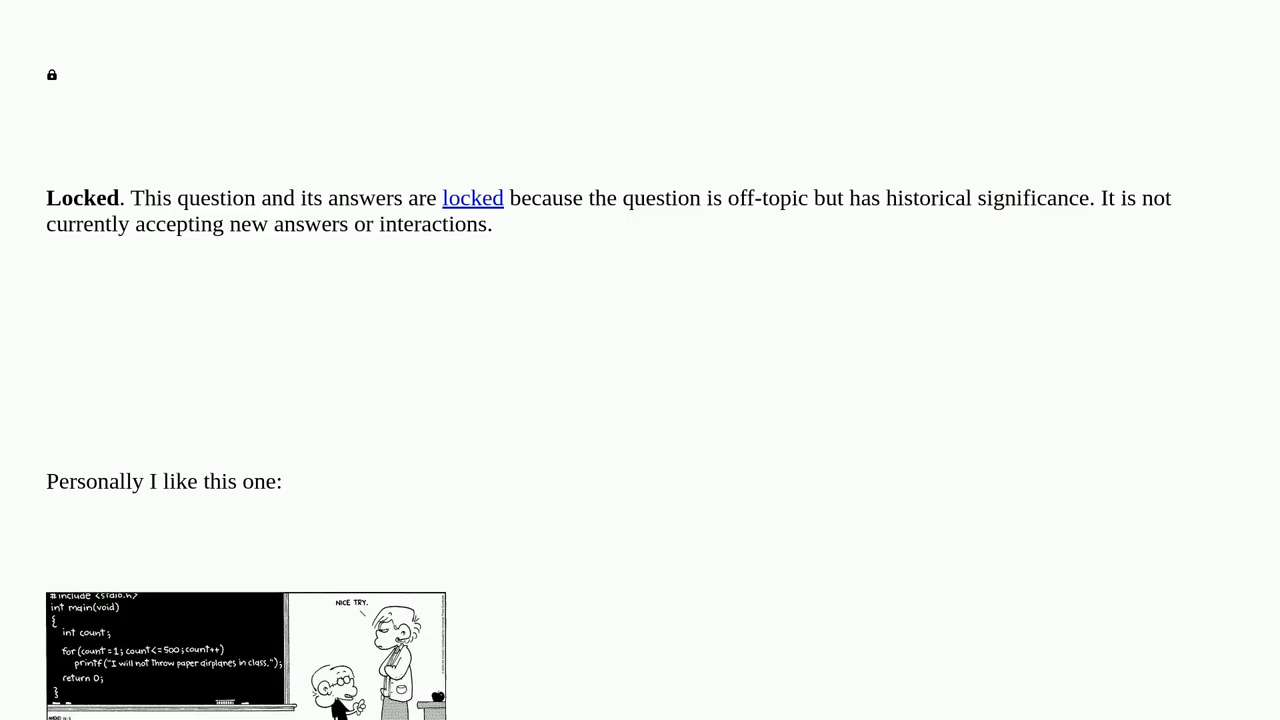 Locked. This question and its answers are locked because the question is off-topic but has historical significance. It is not
currently accepting new answers or interactions.
Personally I like this one:
#include <stdio.h>
int main(void)
{
int count;
for (count = 1; count <= 500; count++)
printf ("I will not throw paper airplanes in class.");
return 0;
}
NICE TRY.